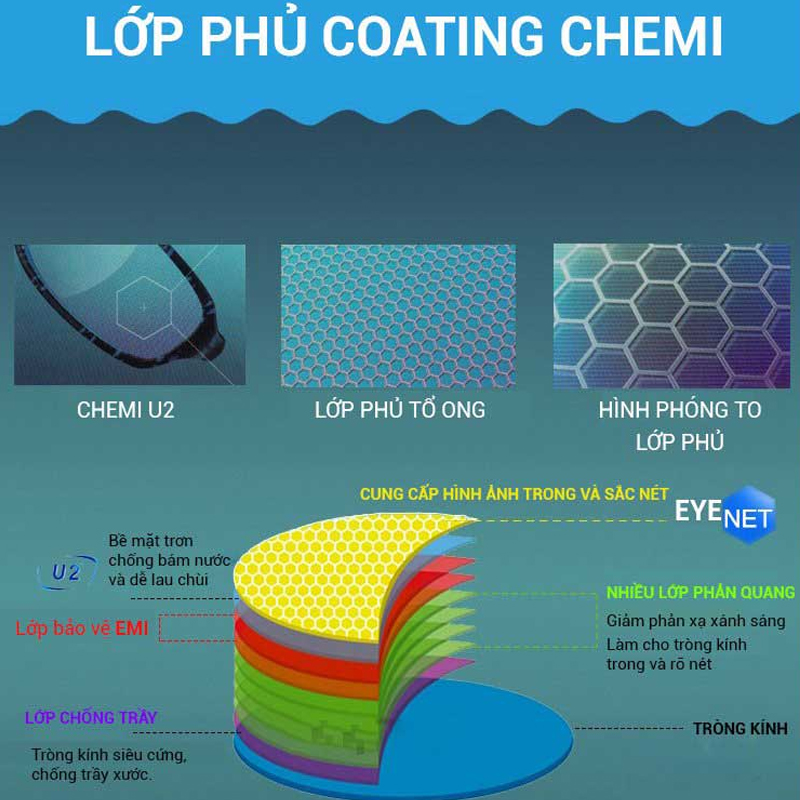 LỚP PHỦ COATING CHEMI
CHEMI U2
LỚP PHỦ TỔ ONG
HÌNH PHÓNG TO
LỚP PHỦ
CUNG CẤP HÌNH ẢNH TRONG VÀ SẮC NÉT
EYE
NET
Bề mặt trơn
chống bám nước
và dễ lau chùi
U2
Lớp bảo vệ EMI
NHIỀU LỚP PHẢN QUANG
Giảm phản xạ xánh sáng
Làm cho tròng kính
trong và rõ nét
LỚP CHỐNG TRẦY
Tròng kính siêu cứng,
chống trầy xước.
TRÒNG KÍNH